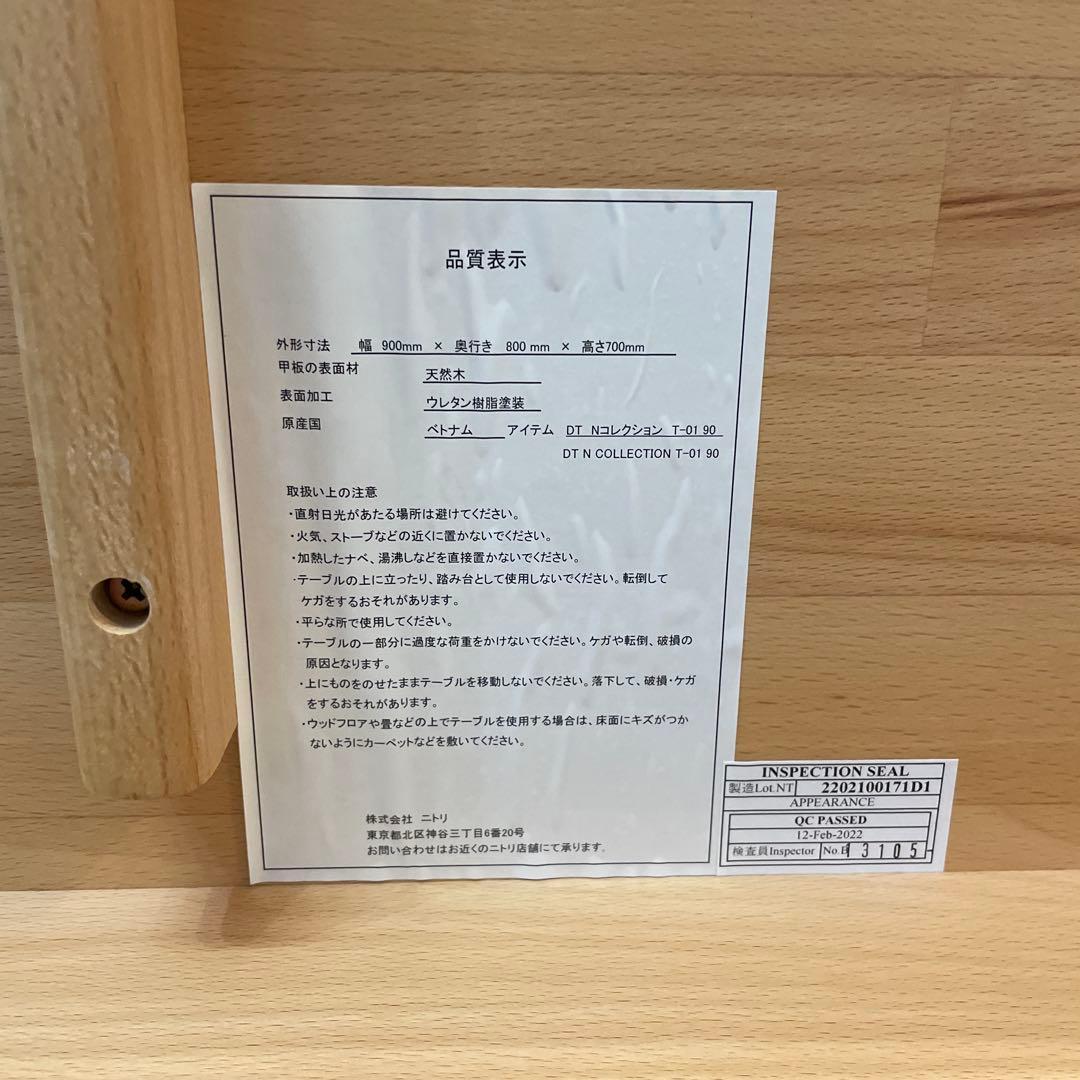 品質表示
外形寸法 幅 900mm × 奥行き 800 mm × 高さ700mm
甲板の表面材 天然木
表面加工 ウレタン樹脂塗装
原産国 ベトナム アイテム DT Nコレクション T-01 90
DT N COLLECTION T-01 90
取扱い上の注意
・直射日光があたる場所は避けてください。
・火気、ストーブなどの近くに置かないでください。
・加熱したナベ、湯沸しなどを直接置かないでください。
・テーブルの上に立ったり、踏み台として使用しないでください。転倒して
ケガをするおそれがあります。
・平らな所で使用してください。
・テーブルの一部分に過度な荷重をかけないでください。ケガや転倒、破損の
原因となります。
・上にものをのせたままテーブルを移動しないでください。落下して、破損・ケガ
をするおそれがあります。
・ウッドフロアや畳などの上でテーブルを使用する場合は、床面にキズがつか
ないようにカーペットなどを敷いてください。
株式会社 ニトリ
東京都北区神谷三丁目6番20号
お問い合わせはお近くのニトリ店舗にて承ります。
INSPECTION SEAL
製造Lot.NT 2202100171D1
APPEARANCE
QC PASSED
12-Feb-2022
検査員Inspector No. 3105